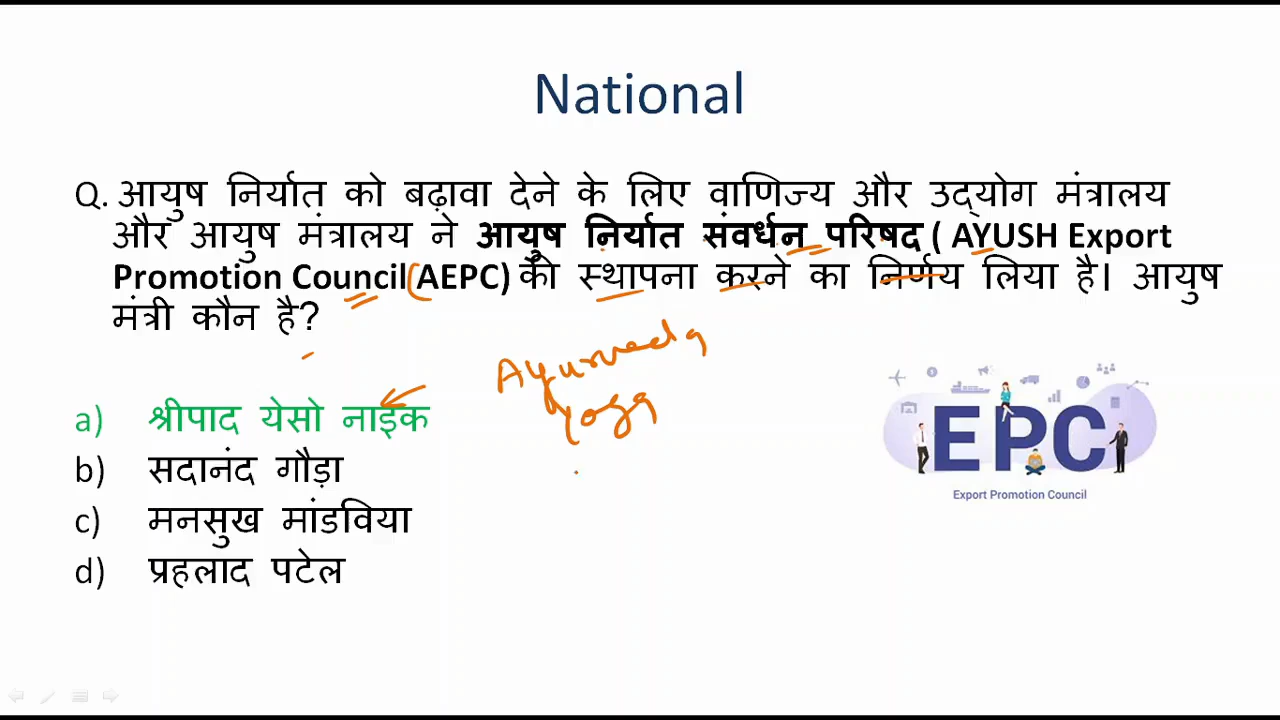 National
Q. आयुष निर्यात को बढ़ावा देने के लिए वाणिज्य और उद्योग मंत्रालय
और आयुष मंत्रालय ने आयुष निर्यात संवर्धन परिषद ( AYUSH Export
Promotion Council(AEPC) की स्थापना करने का निर्णय लिया है। आयुष
मंत्री कौन है?
Ayurveda
Yoga
a) श्रीपाद येसो नाइक
b) सदानंद गौड़ा
c) मनसुख मांडविया
d) प्रहलाद पटेल
EPC
Export Promotion Council